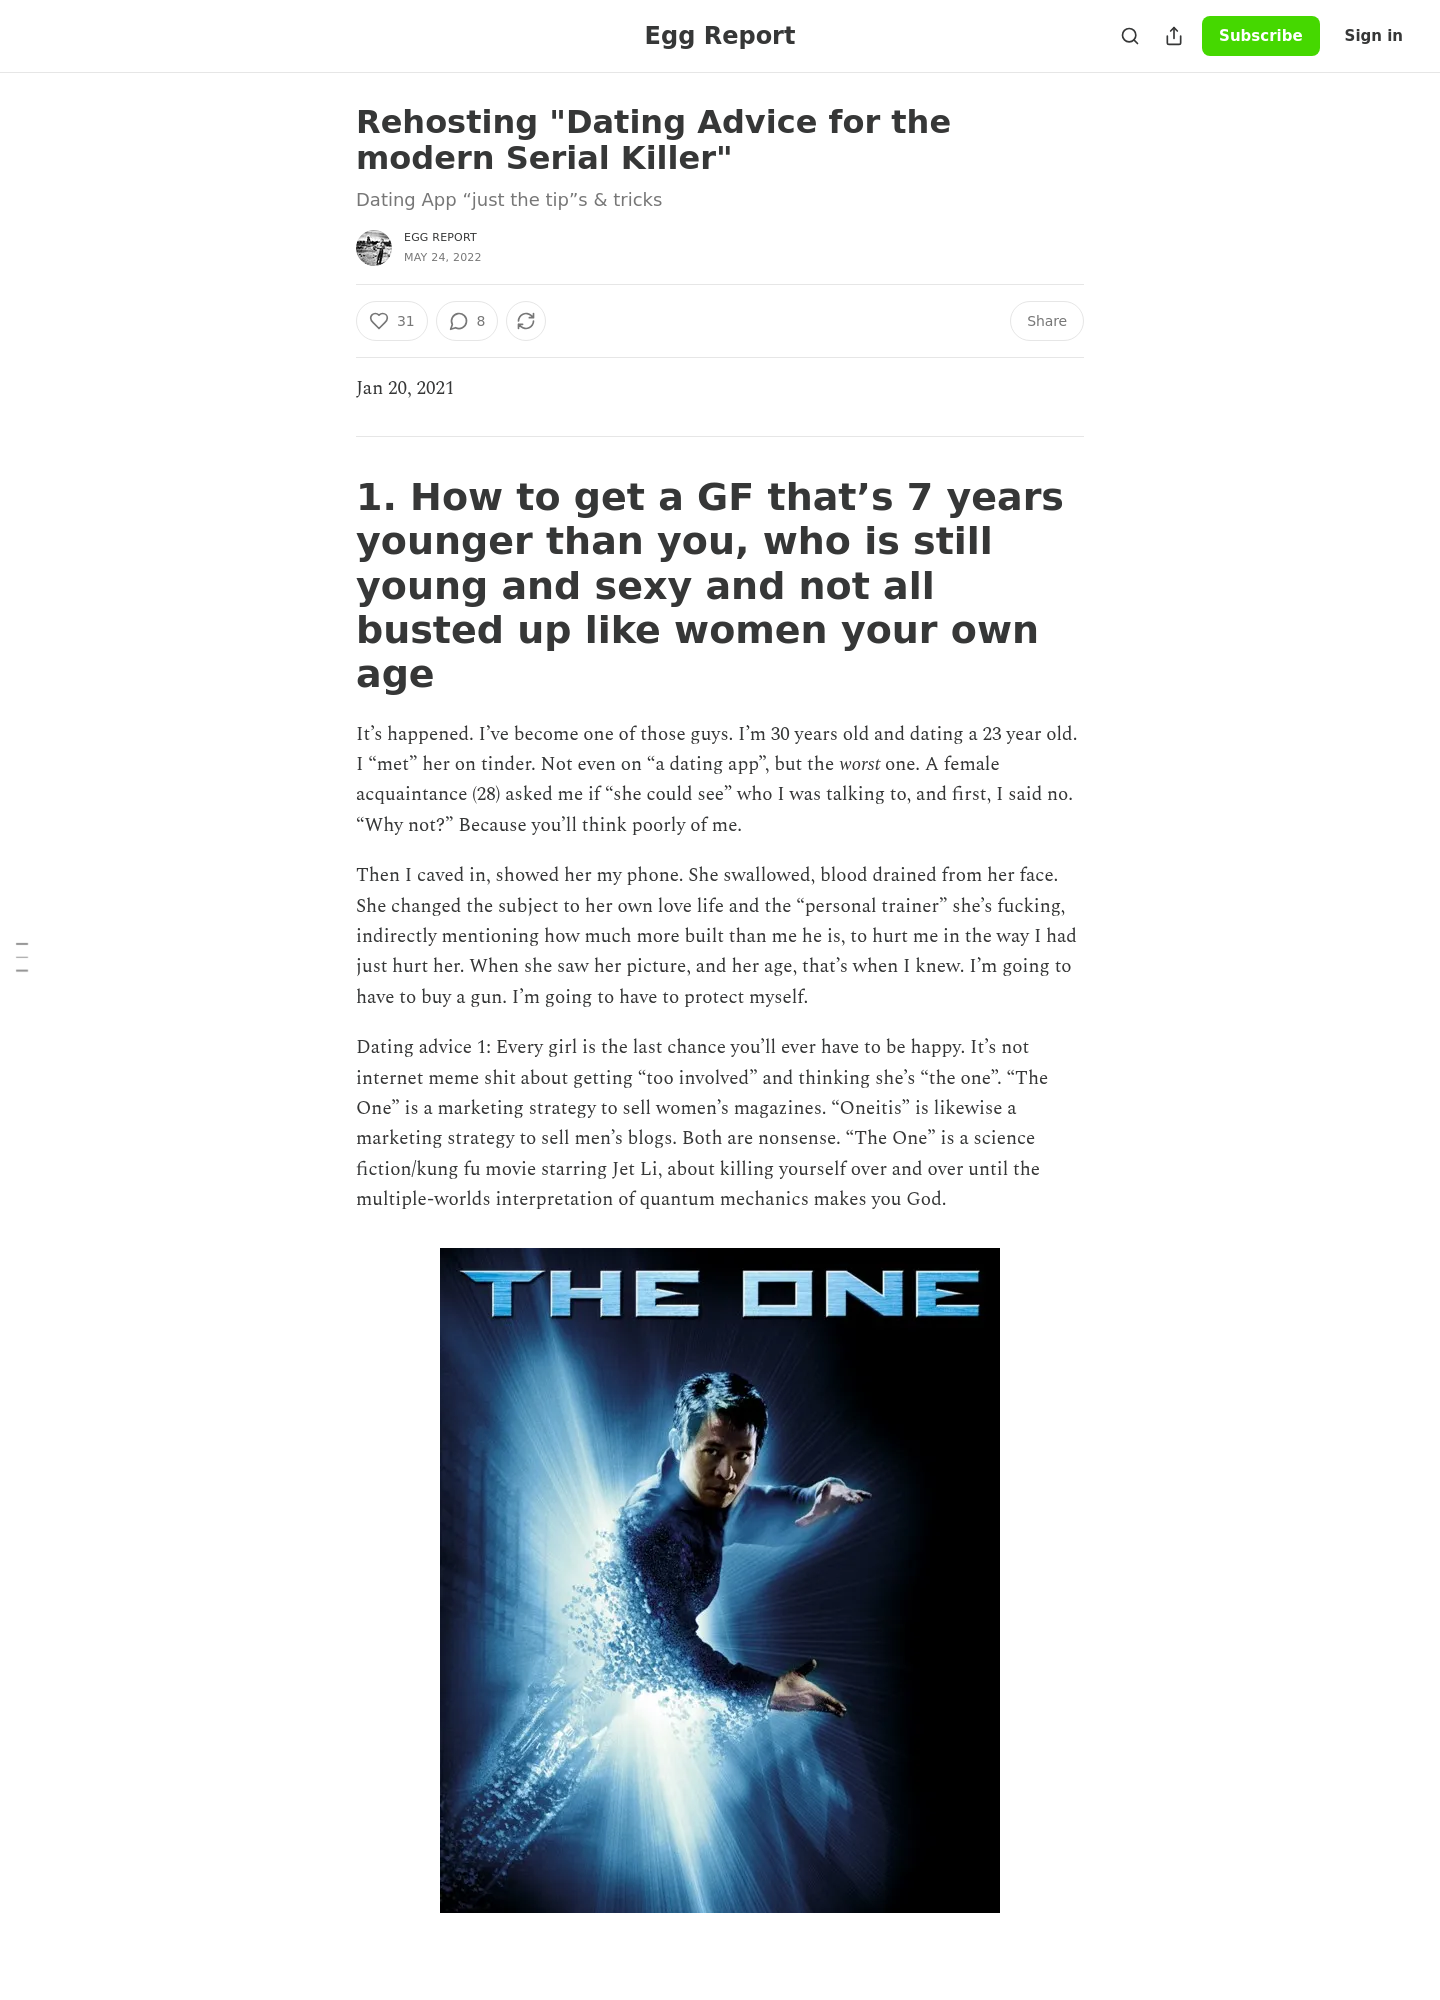 Egg Report
Subscribe
Sign in
Rehosting "Dating Advice for the
modern Serial Killer"
Dating App “just the tip”s & tricks
EGG REPORT
MAY 24, 2022
31
8
Share
Jan 20, 2021
1. How to get a GF that’s 7 years
younger than you, who is still
young and sexy and not all
busted up like women your own
age
It’s happened. I’ve become one of those guys. I’m 30 years old and dating a 23 year old.
I “met” her on tinder. Not even on “a dating app”, but the worst one. A female
acquaintance (28) asked me if “she could see” who I was talking to, and first, I said no.
“Why not?” Because you’ll think poorly of me.
Then I caved in, showed her my phone. She swallowed, blood drained from her face.
She changed the subject to her own love life and the “personal trainer” she’s fucking,
indirectly mentioning how much more built than me he is, to hurt me in the way I had
just hurt her. When she saw her picture, and her age, that’s when I knew. I’m going to
have to buy a gun. I’m going to have to protect myself.
Dating advice 1: Every girl is the last chance you’ll ever have to be happy. It’s not
internet meme shit about getting “too involved” and thinking she’s “the one”. “The
One” is a marketing strategy to sell women’s magazines. “Oneitis” is likewise a
marketing strategy to sell men’s blogs. Both are nonsense. “The One” is a science
fiction/kung fu movie starring Jet Li, about killing yourself over and over until the
multiple-worlds interpretation of quantum mechanics makes you God.
THE ONE